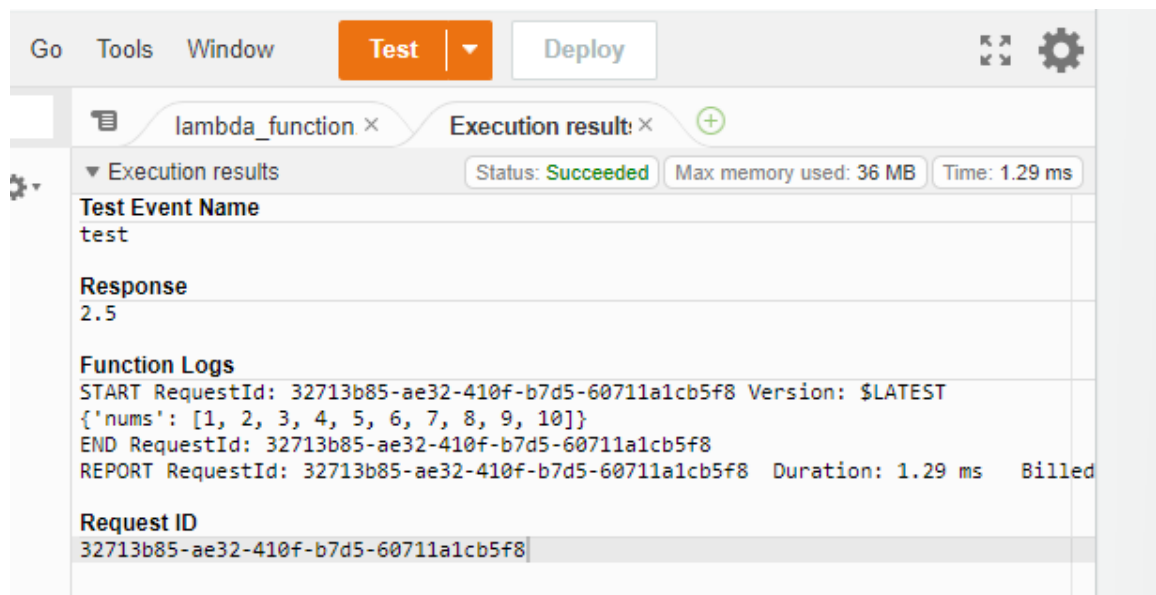 Go Tools Window Test Deploy
lambda_function × Execution result ×
Execution results Status: Succeeded Max memory used: 36 MB Time: 1.29 ms
Test Event Name
test
Response
2.5
Function Logs
START RequestId: 32713b85-ae32-410f-b7d5-60711a1cb5f8 Version: $LATEST
{'nums': [1, 2, 3, 4, 5, 6, 7, 8, 9, 10]}
END RequestId: 32713b85-ae32-410f-b7d5-60711a1cb5f8
REPORT RequestId: 32713b85-ae32-410f-b7d5-60711a1cb5f8 Duration: 1.29 ms Billed
Request ID
32713b85-ae32-410f-b7d5-60711a1cb5f8